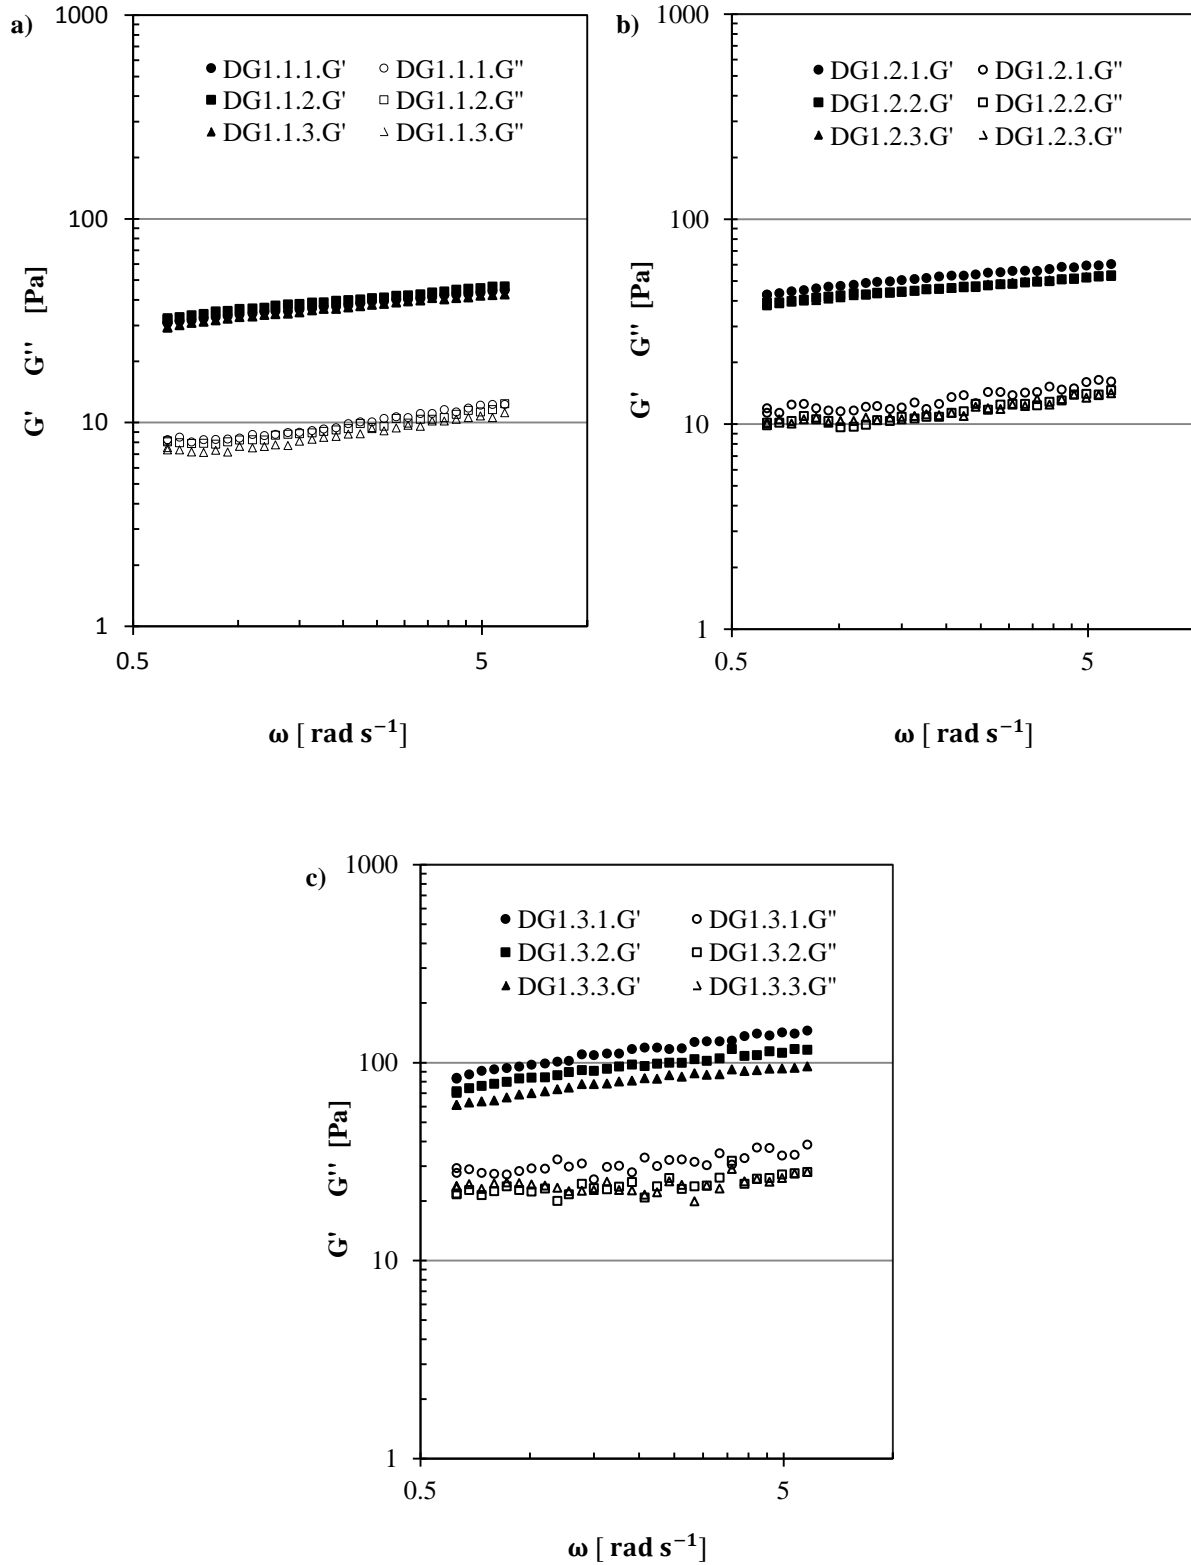 a)
1000
● DG1.1.1.G' ○ DG1.1.1.G"
■ DG1.1.2.G' □ DG1.1.2.G"
▲ DG1.1.3.G' △ DG1.1.3.G"
100
G' G" [Pa]
10
1
0.5 5
ω [ rad s⁻¹]
b)
1000
● DG1.2.1.G' ○ DG1.2.1.G"
■ DG1.2.2.G' □ DG1.2.2.G"
▲ DG1.2.3.G' △ DG1.2.3.G"
100
G' G" [Pa]
10
1
0.5 5
ω [ rad s⁻¹]
c)
1000
● DG1.3.1.G' ○ DG1.3.1.G"
■ DG1.3.2.G' □ DG1.3.2.G"
▲ DG1.3.3.G' △ DG1.3.3.G"
100
G' G" [Pa]
10
1
0.5 5
ω [ rad s⁻¹]